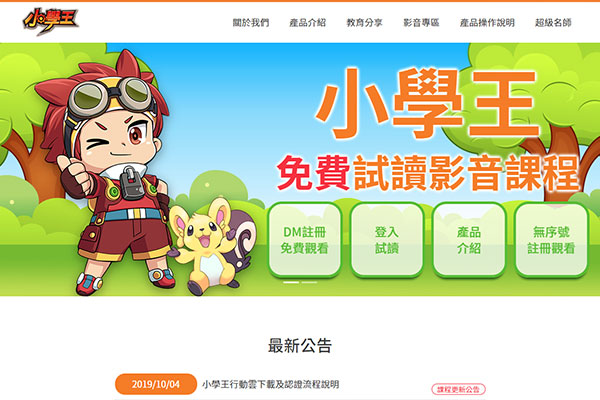 小學王
關於我們 產品介紹 教育分享 影音專區 產品操作說明 超級名師
小學王
免費試讀影音課程
DM註冊
免費觀看
登入
試讀
產品
介紹
無序號
註冊觀看
最新公告
2019/10/04 小學王行動雲下載及認證流程說明 課程更新公告